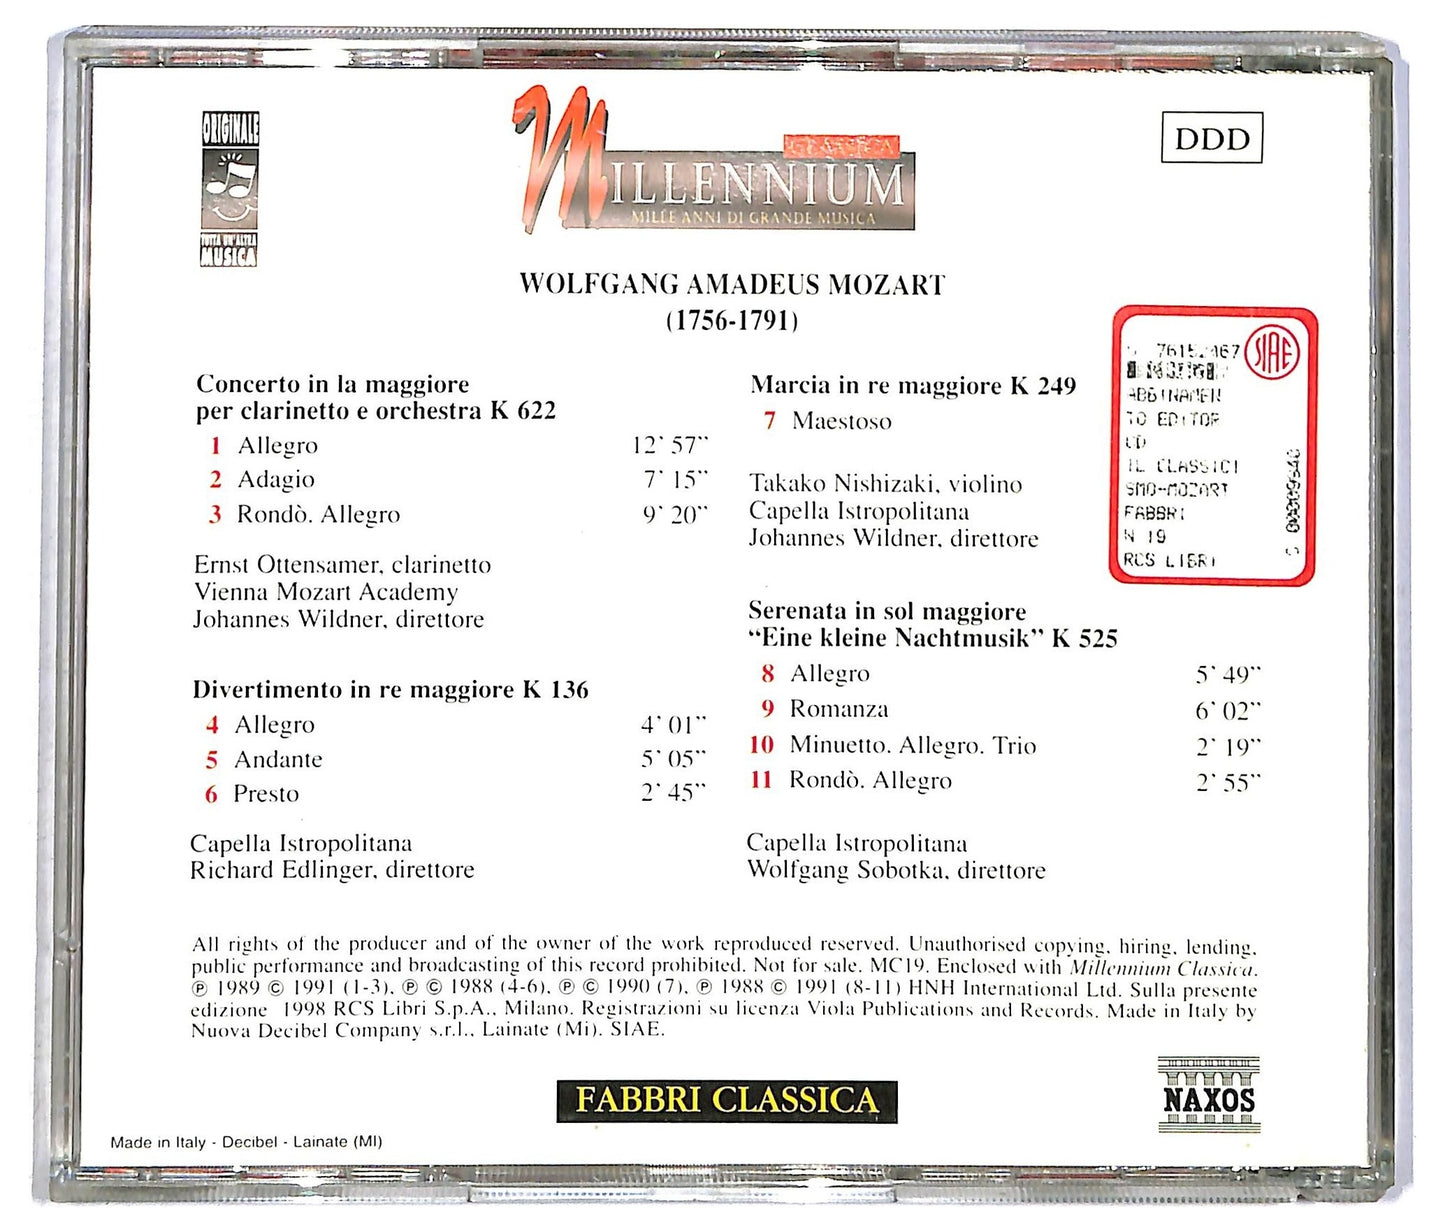 ORIGINALE
TUTTA UN'ALTRA
MUSICA
CLASSICA
MILLENNIUM
MILLE ANNI DI GRANDE MUSICA
DDD
WOLFGANG AMADEUS MOZART
(1756-1791)
Concerto in la maggiore
per clarinetto e orchestra K 622
1 Allegro 12' 57"
2 Adagio 7' 15"
3 Rondò. Allegro 9' 20"
Ernst Ottensamer, clarinetto
Vienna Mozart Academy
Johannes Wildner, direttore
Divertimento in re maggiore K 136
4 Allegro 4' 01"
5 Andante 5' 05"
6 Presto 2' 45"
Capella Istropolitana
Richard Edlinger, direttore
Marcia in re maggiore K 249
7 Maestoso
Takako Nishizaki, violino
Capella Istropolitana
Johannes Wildner, direttore
Serenata in sol maggiore
"Eine kleine Nachtmusik" K 525
8 Allegro 5' 49"
9 Romanza 6' 02"
10 Minuetto. Allegro. Trio 2' 19"
11 Rondò. Allegro 2' 55"
Capella Istropolitana
Wolfgang Sobotka, direttore
SIAE
ABBINAMEN
TO EDITOR
CD
IL CLASSICI
SMO-MOZART
FABBRI
N 19
RCS LIBRI
All rights of the producer and of the owner of the work reproduced reserved. Unauthorised copying, hiring, lending,
public performance and broadcasting of this record prohibited. Not for sale. MC19. Enclosed with Millennium Classica.
℗ 1989 © 1991 (1-3), ℗ © 1988 (4-6), ℗ © 1990 (7), ℗ 1988 © 1991 (8-11) HNH International Ltd. Sulla presente
edizione 1998 RCS Libri S.p.A., Milano. Registrazioni su licenza Viola Publications and Records. Made in Italy by
Nuova Decibel Company s.r.l., Lainate (Mi). SIAE.
FABBRI CLASSICA
NAXOS
Made in Italy - Decibel - Lainate (MI)